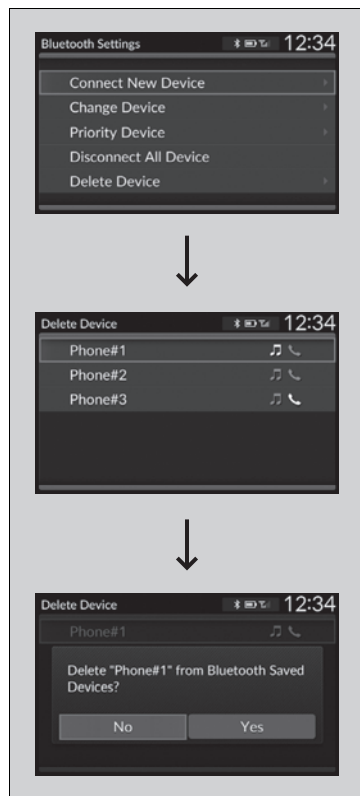 Bluetooth Settings 12:34
Connect New Device
Change Device
Priority Device
Disconnect All Device
Delete Device
Delete Device 12:34
Phone#1
Phone#2
Phone#3
Delete Device 12:34
Phone#1
Delete "Phone#1" from Bluetooth Saved
Devices?
No Yes